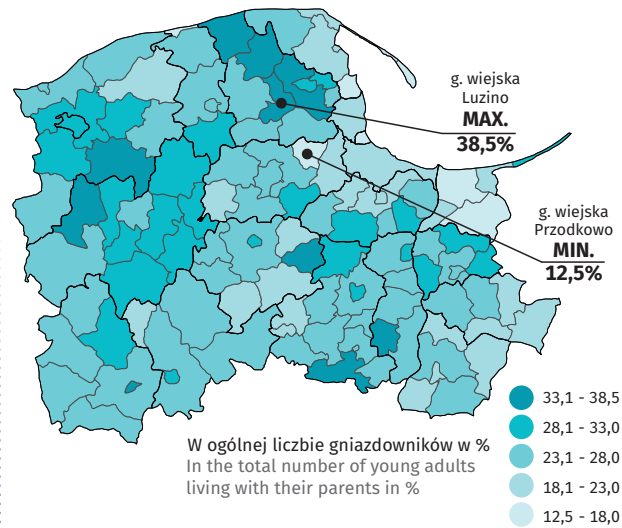 g. wiejska
Luzino
MAX.
38,5%
g. wiejska
Przodkowo
MIN.
12,5%
33,1 - 38,5
28,1 - 33,0
23,1 - 28,0
18,1 - 23,0
12,5 - 18,0
W ogólnej liczbie gniazdowników w %
In the total number of young adults
living with their parents in %